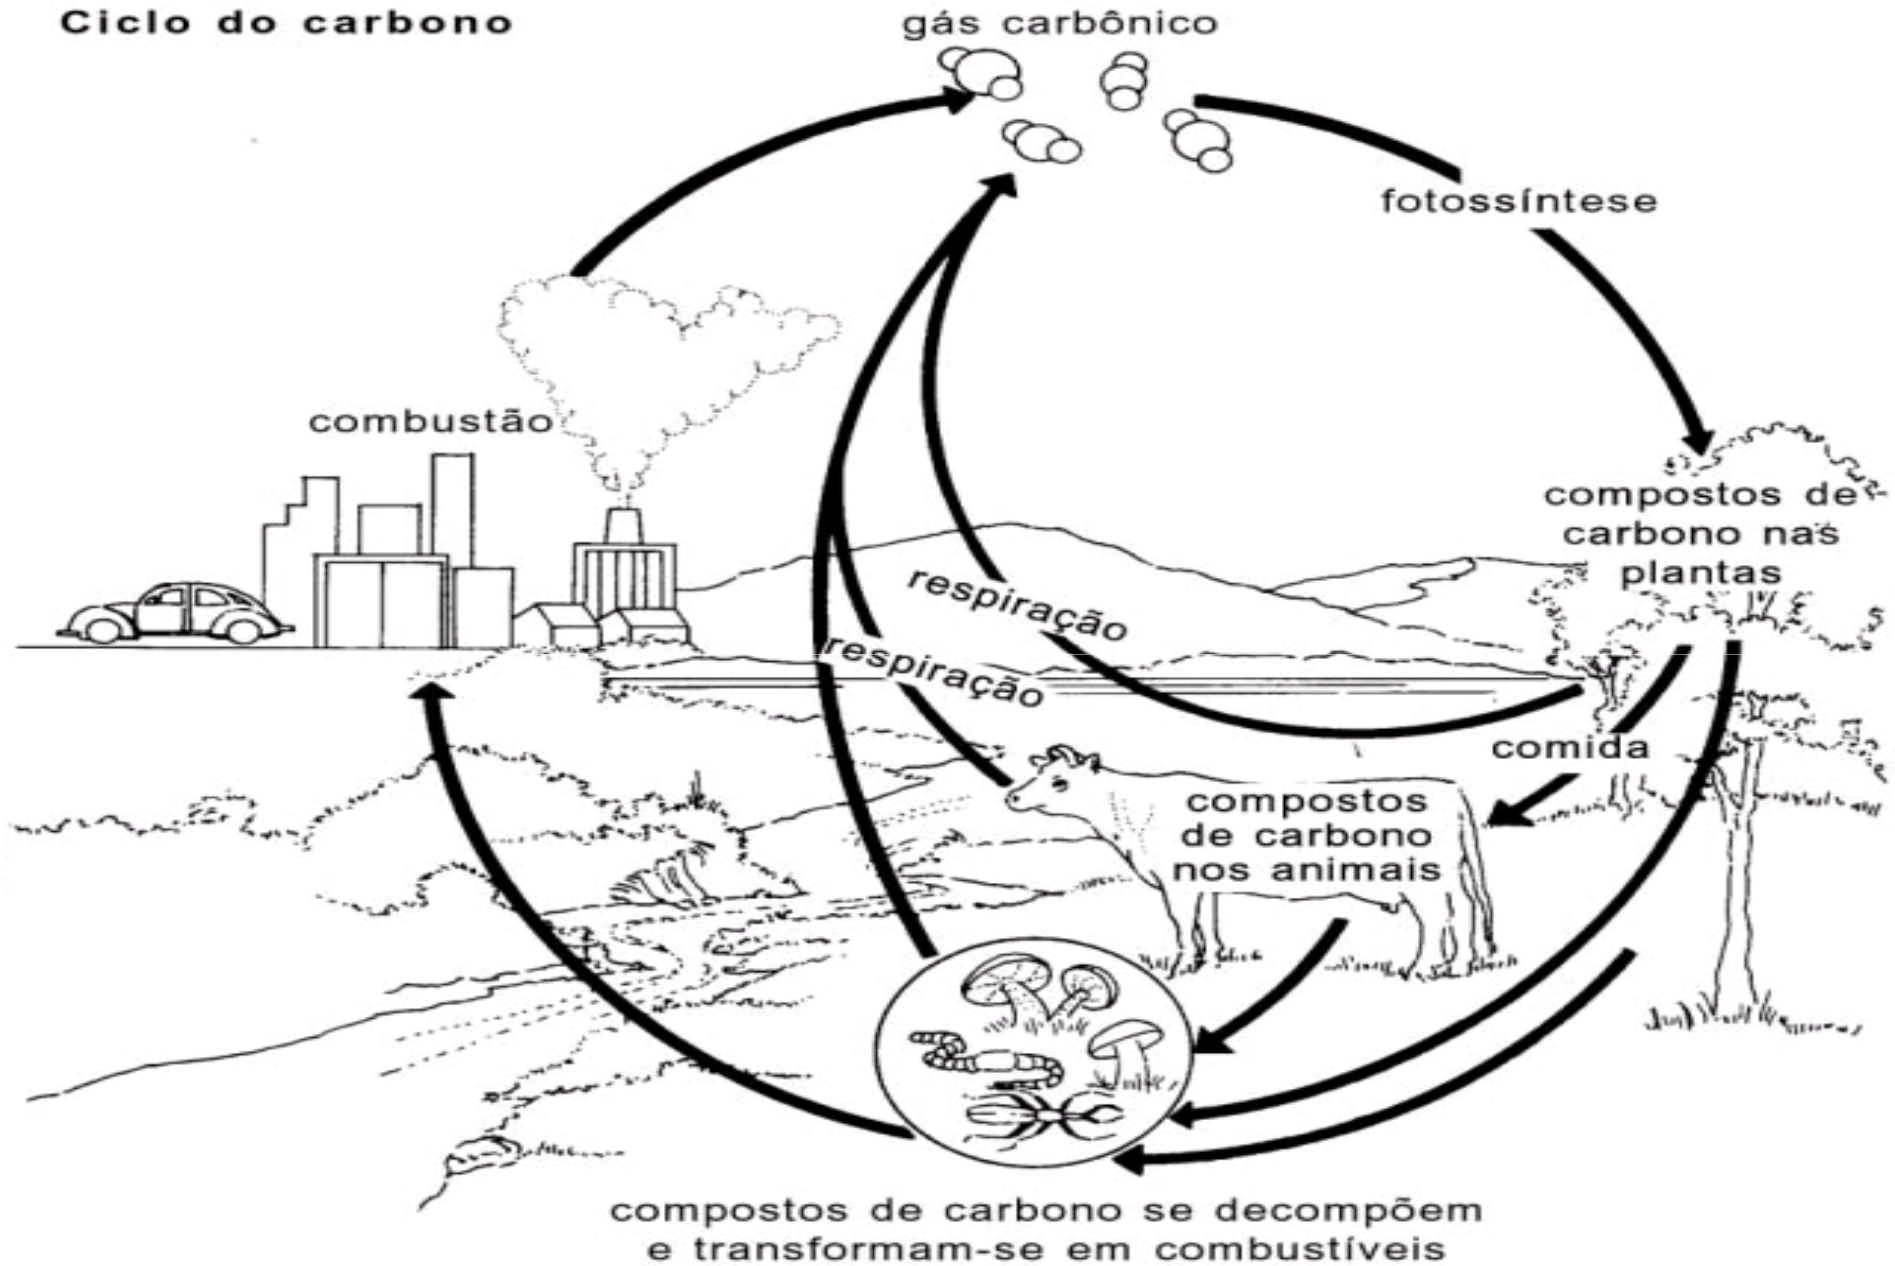 Ciclo do carbono
gás carbônico
fotossíntese
combustão
compostos de
carbono nas
plantas
respiração
respiração
comida
compostos
de carbono
nos animais
compostos de carbono se decompõem
e transformam-se em combustíveis